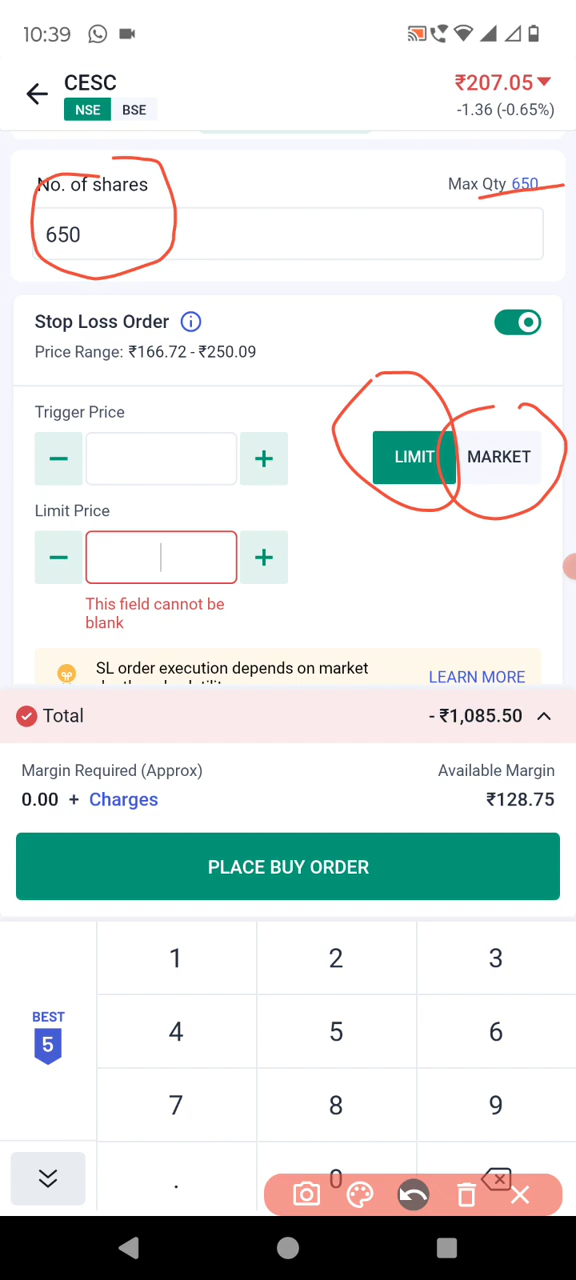 10:39
CESC
₹207.05
NSE BSE
-1.36 (-0.65%)
No. of shares
Max Qty 650
650
Stop Loss Order
Price Range: ₹166.72 - ₹250.09
Trigger Price
− +
LIMIT MARKET
Limit Price
− +
This field cannot be
blank
SL order execution depends on market
LEARN MORE
Total
- ₹1,085.50
Margin Required (Approx)
Available Margin
0.00 + Charges
₹128.75
PLACE BUY ORDER
1 2 3
BEST
5
4 5 6
7 8 9
. 0